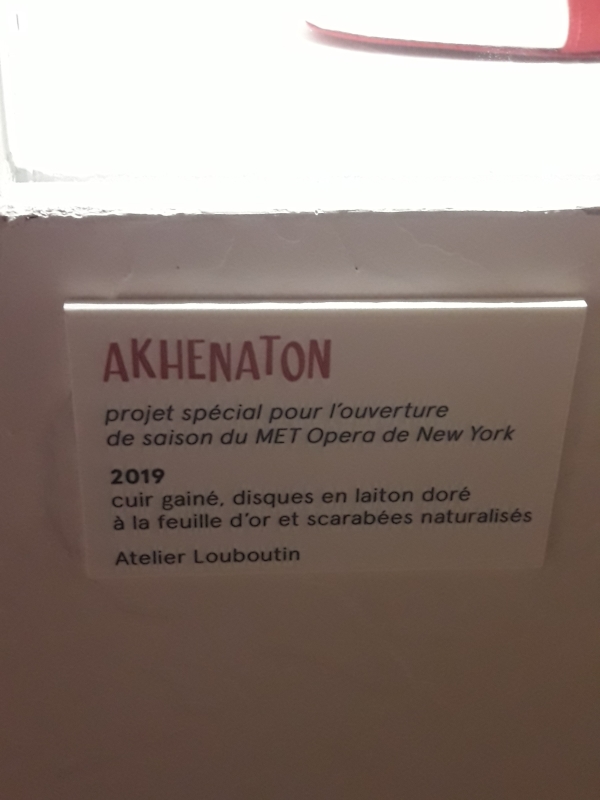 AKHENATON
projet spécial pour l'ouverture
de saison du MET Opera de New York
2019
cuir gainé, disques en laiton doré
à la feuille d'or et scarabées naturalisés
Atelier Louboutin